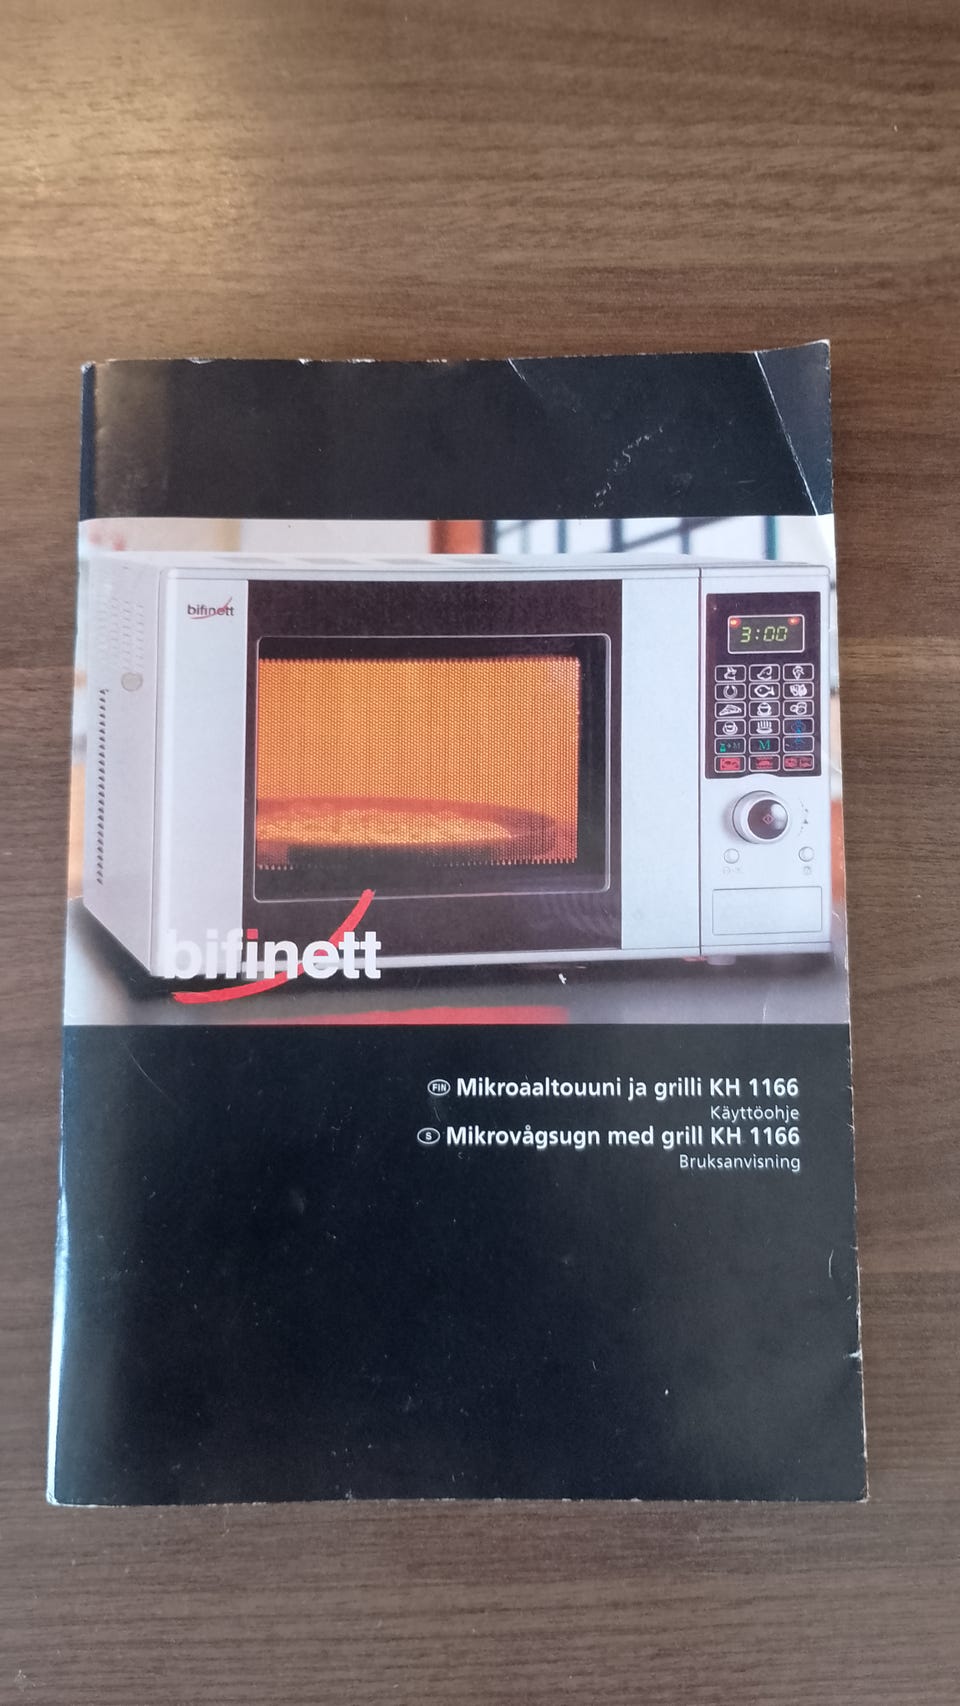 bifinett
3:00
M
M
bifinett
FIN Mikroaaltouuni ja grilli KH 1166
Käyttöohje
S Mikrovågsugn med grill KH 1166
Bruksanvisning